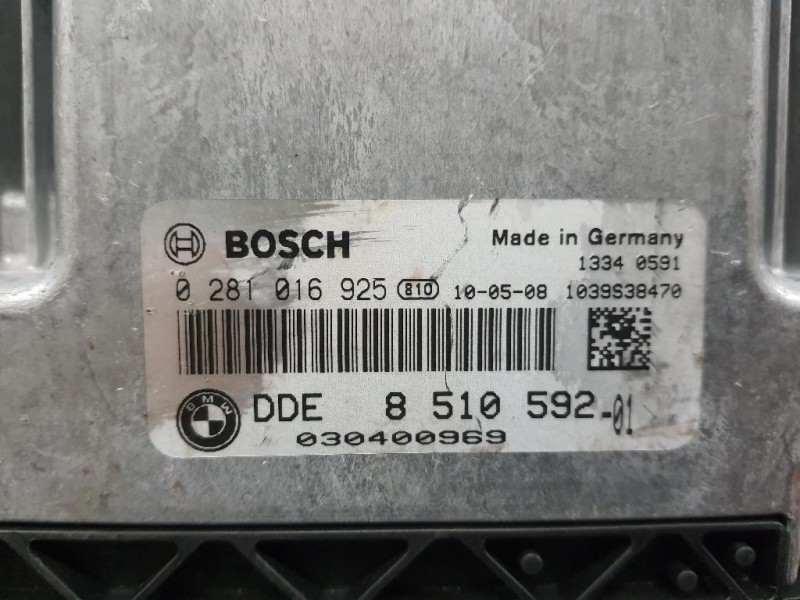 BOSCH
Made in Germany
1334 0591
0 281 016 925 810 10-05-08 1039S38470
BMW
DDE 8 510 592-01
030400969